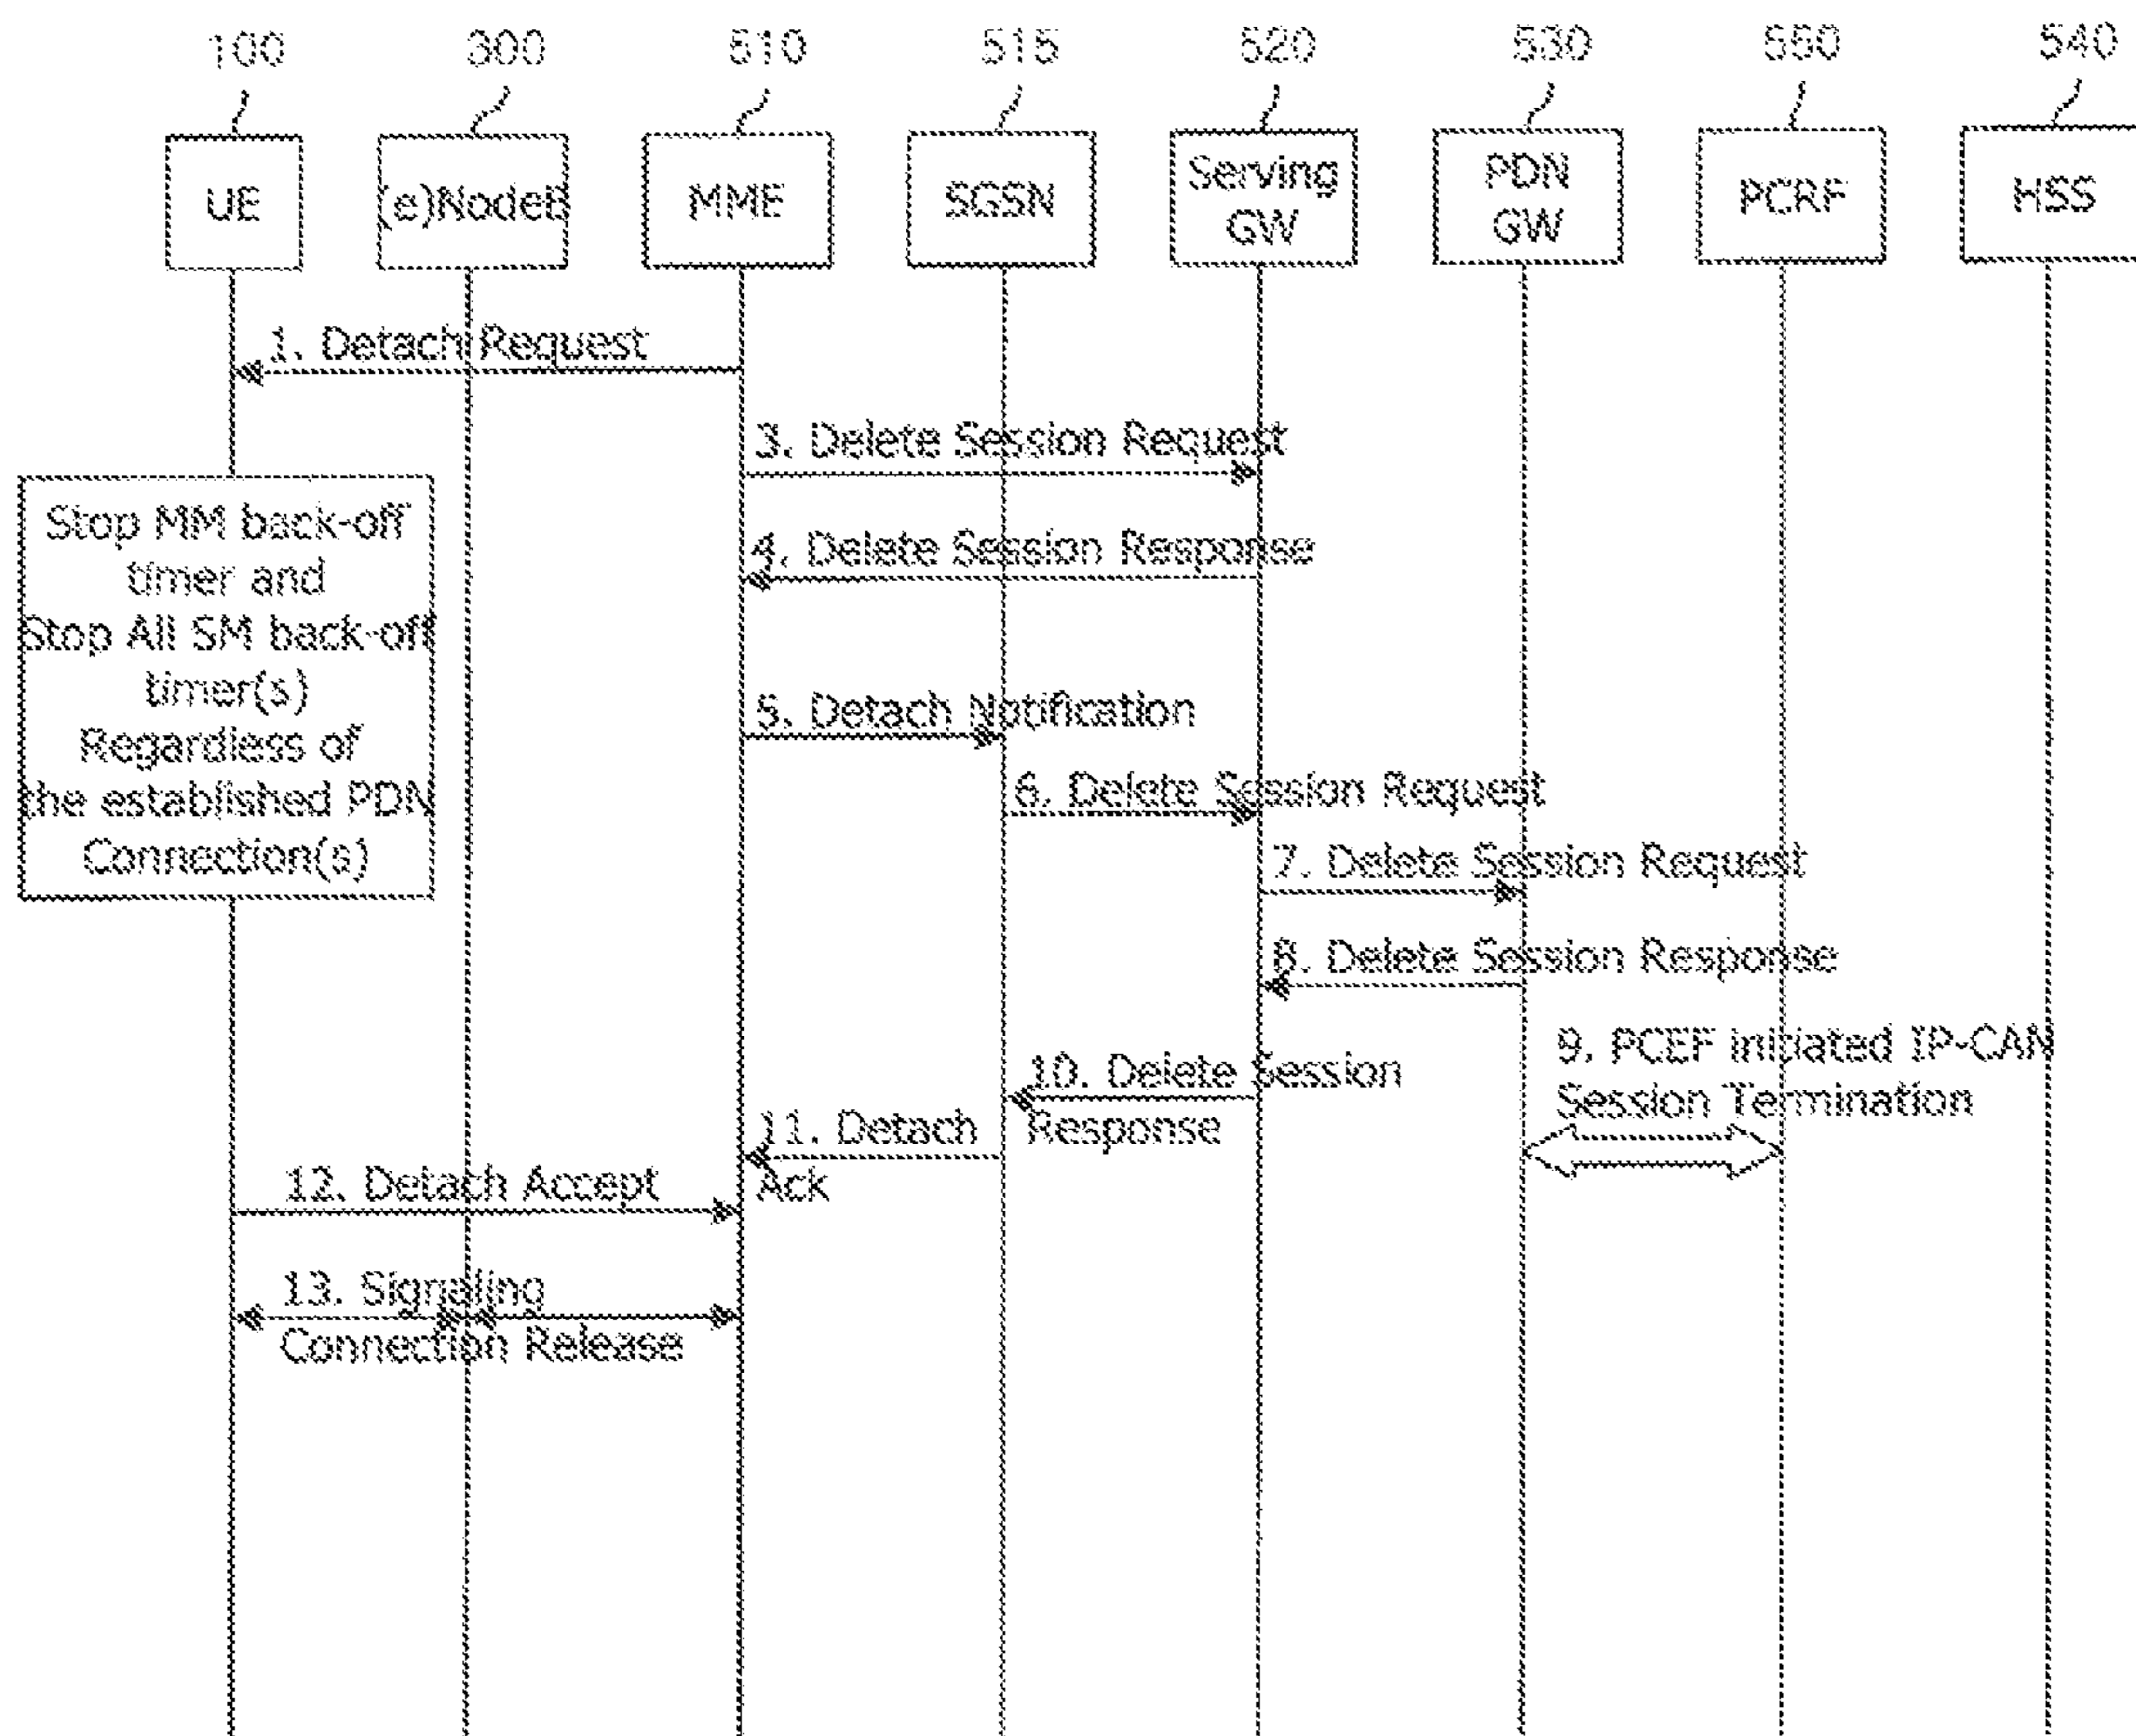 100 300 510 515 520 530 550 540
UE (e)NodeB MME SGSN Serving GW PDN GW PCRF HSS
1. Detach Request
3. Delete Session Request
Stop MM back-off
timer and
Stop All SM back-off
timer(s)
Regardless of
the established PDN
Connection(s)
4. Delete Session Response
5. Detach Notification
6. Delete Session Request
7. Delete Session Request
8. Delete Session Response
9. PCEF initiated IP-CAN
Session Termination
10. Delete Session
Response
11. Detach
Ack
12. Detach Accept
13. Signaling
Connection Release